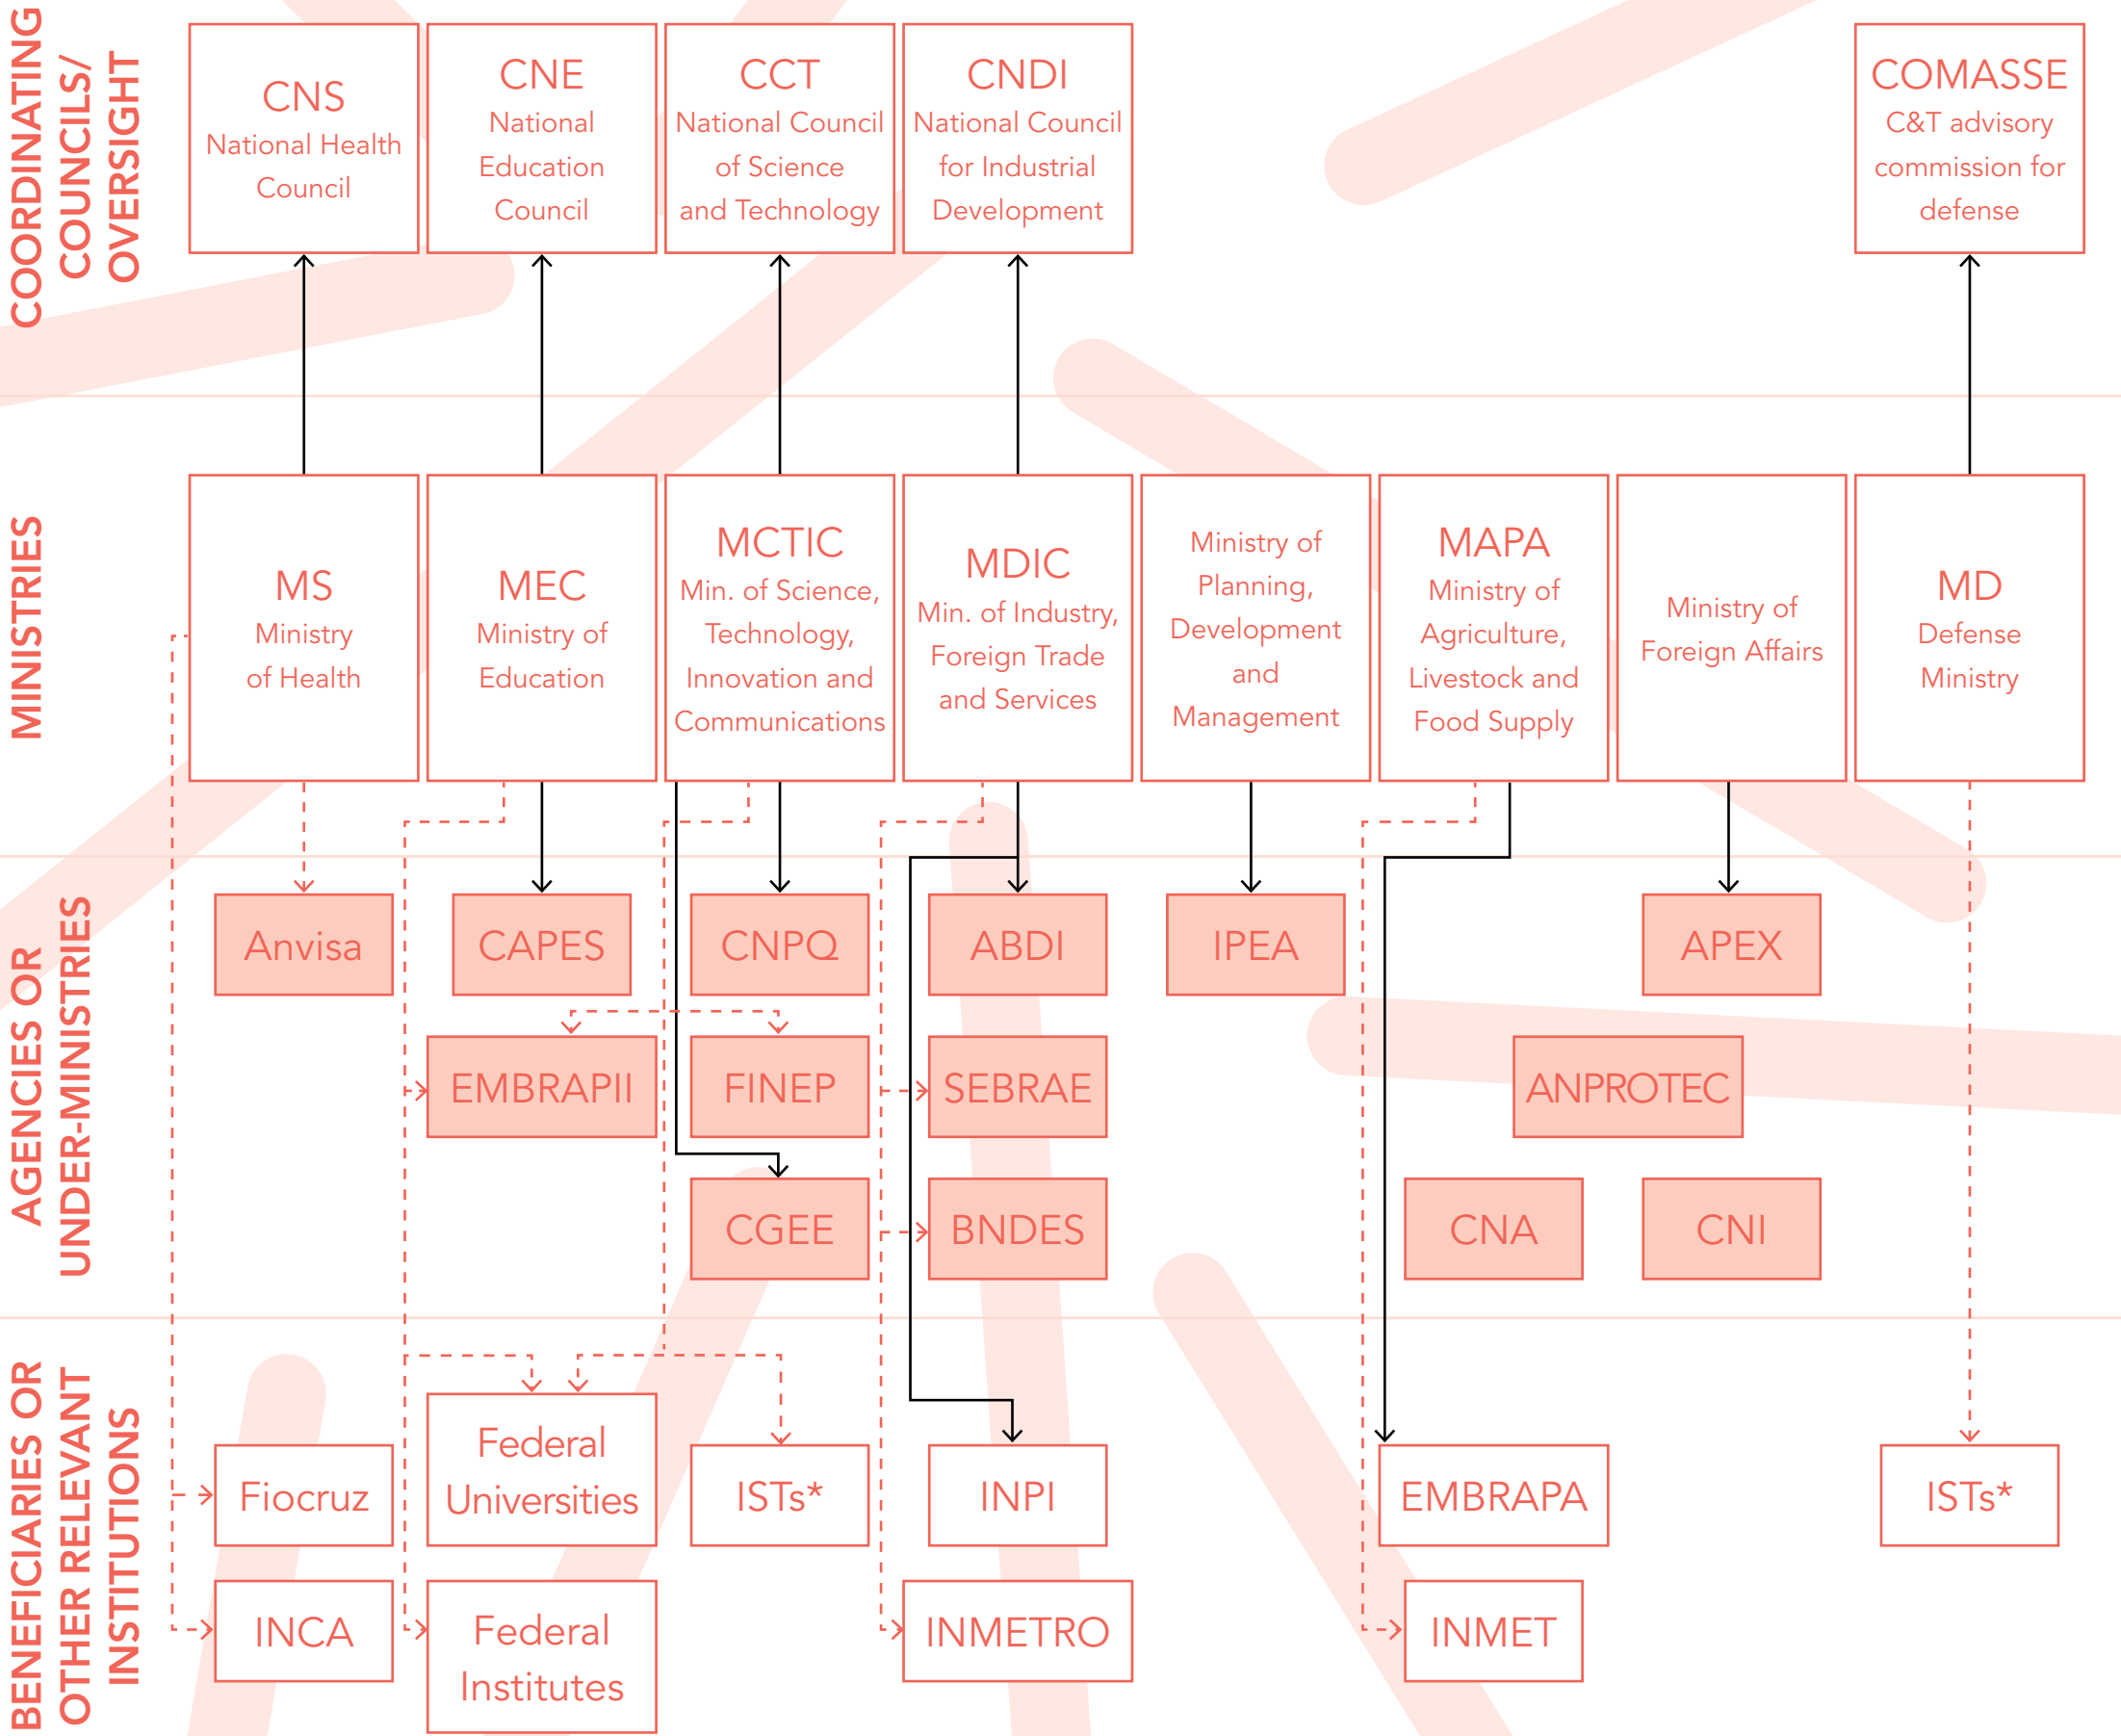 COORDINATING
COUNCILS/
OVERSIGHT
CNS
National Health
Council
CNE
National
Education
Council
CCT
National Council
of Science
and Technology
CNDI
National Council
for Industrial
Development
COMASSE
C&T advisory
commission for
defense
MINISTRIES
MS
Ministry
of Health
MEC
Ministry of
Education
MCTIC
Min. of Science,
Technology,
Innovation and
Communications
MDIC
Min. of Industry,
Foreign Trade
and Services
Ministry of
Planning,
Development
and
Management
MAPA
Ministry of
Agriculture,
Livestock and
Food Supply
Ministry of
Foreign Affairs
MD
Defense
Ministry
AGENCIES OR
UNDER-MINISTRIES
Anvisa
CAPES
CNPQ
ABDI
IPEA
APEX
EMBRAPII
FINEP
SEBRAE
ANPROTEC
CGEE
BNDES
CNA
CNI
BENEFICIARIES OR
OTHER RELEVANT
INSTITUTIONS
Fiocruz
Federal
Universities
ISTs*
INPI
EMBRAPA
ISTs*
INCA
Federal
Institutes
INMETRO
INMET